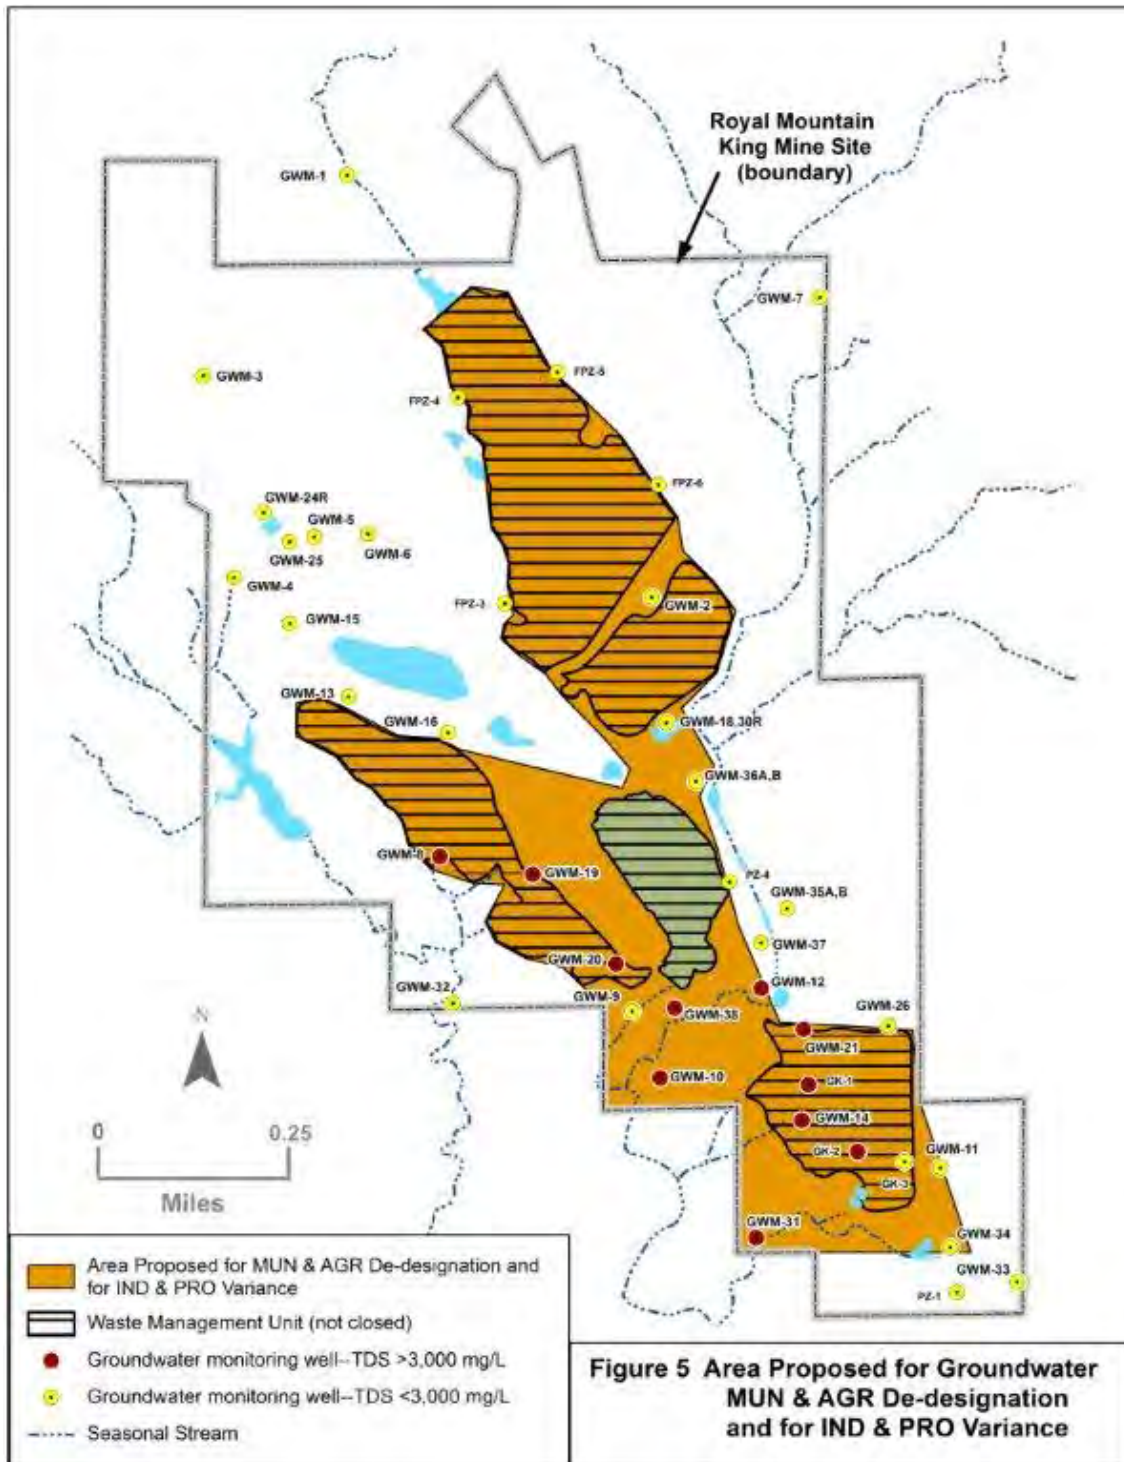 Royal Mountain
King Mine Site
(boundary)
GWM-1
GWM-7
GWM-3
FPZ-5
FPZ-4
FPZ-6
GWM-24R
GWM-5
GWM-25
GWM-6
GWM-4
GWM-2
FPZ-3
GWM-15
GWM-13
GWM-16
GWM-18,30R
GWM-36A,B
GWM-8
GWM-19
PZ-4
GWM-35A,B
GWM-37
GWM-20
GWM-12
GWM-32
GWM-9
GWM-38
GWM-26
GWM-21
GWM-10
GK-1
GWM-14
GK-2
GWM-11
GK-3
GWM-31
GWM-34
GWM-33
PZ-1
N
0 0.25
Miles
Area Proposed for MUN & AGR De-designation and
for IND & PRO Variance
Waste Management Unit (not closed)
Groundwater monitoring well--TDS >3,000 mg/L
Groundwater monitoring well--TDS <3,000 mg/L
Seasonal Stream
Figure 5 Area Proposed for Groundwater
MUN & AGR De-designation
and for IND & PRO Variance